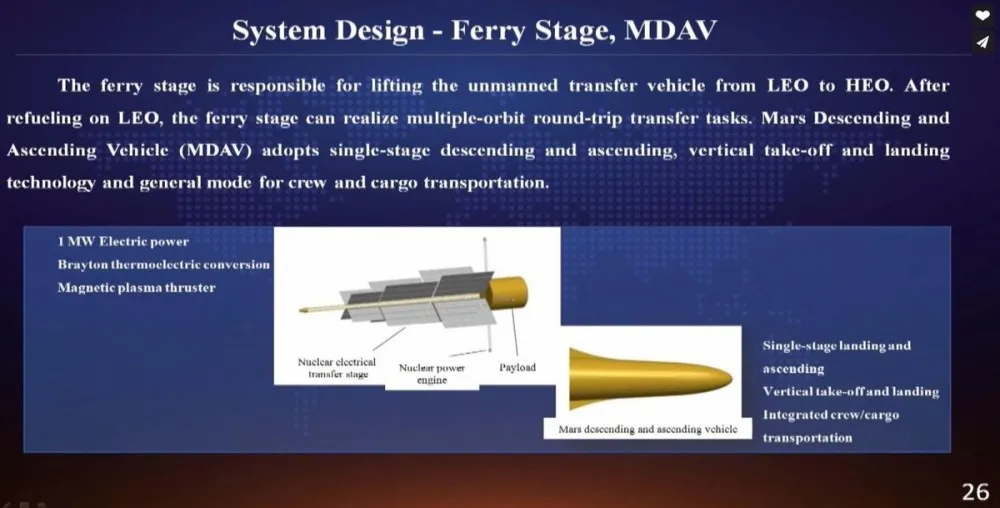 System Design - Ferry Stage, MDAV
The ferry stage is responsible for lifting the unmanned transfer vehicle from LEO to HEO. After
refueling on LEO, the ferry stage can realize multiple-orbit round-trip transfer tasks. Mars Descending and
Ascending Vehicle (MDAV) adopts single-stage descending and ascending, vertical take-off and landing
technology and general mode for crew and cargo transportation.
1 MW Electric power
Brayton thermoelectric conversion
Magnetic plasma thruster
Nuclear electrical
transfer stage
Nuclear power
engine
Payload
Single-stage landing and
ascending
Vertical take-off and landing
Integrated crew/cargo
transportation
Mars descending and ascending vehicle
26